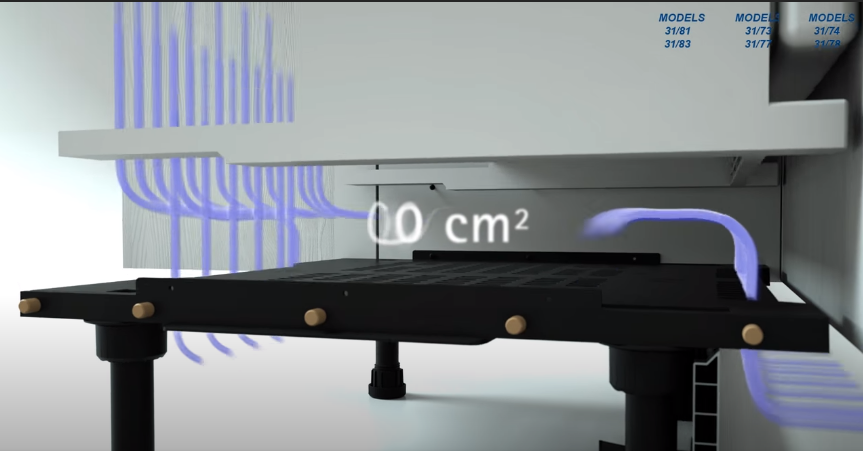 MODELS MODELS MODELS
31/81 31/73 31/74
31/83 31/77 31/78
cm²